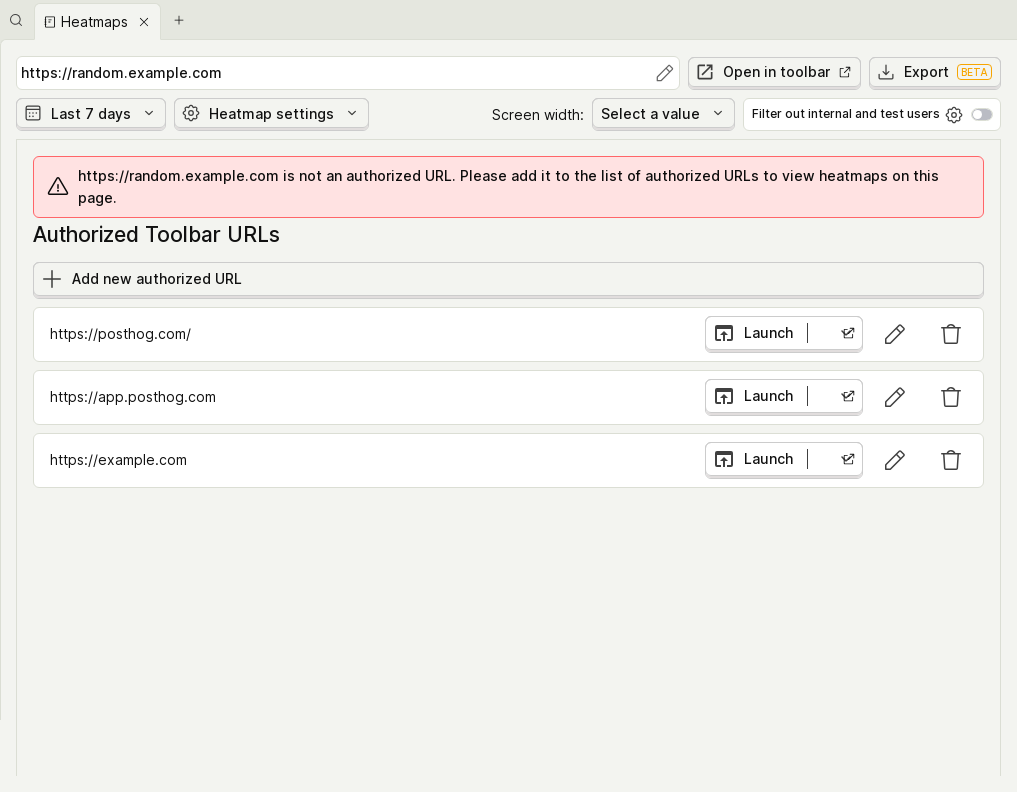 Heatmaps
https://random.example.com
Open in toolbar
Export BETA
Last 7 days
Heatmap settings
Screen width:
Select a value
Filter out internal and test users
https://random.example.com is not an authorized URL. Please add it to the list of authorized URLs to view heatmaps on this
page.
Authorized Toolbar URLs
Add new authorized URL
https://posthog.com/
Launch
https://app.posthog.com
Launch
https://example.com
Launch